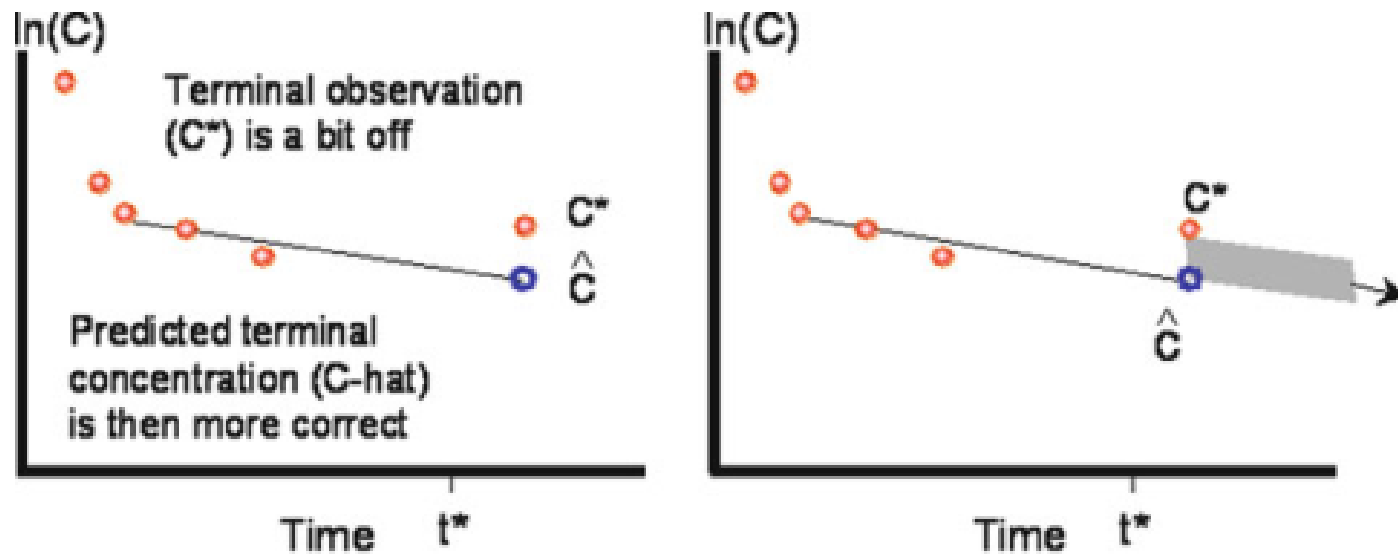 ln(C)
Terminal observation
(C*) is a bit off
C*
^
C
Predicted terminal
concentration (C-hat)
is then more correct
Time t*
ln(C)
C*
^
C
Time t*